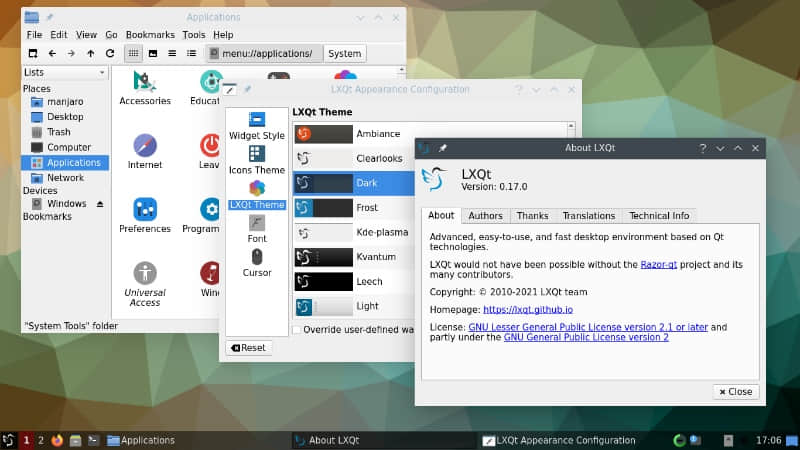 Applications
File Edit View Go Bookmarks Tools Help
menu://applications/ System
Lists
Places
manjaro
Desktop
Trash
Computer
Applications
Network
Devices
Windows
Bookmarks
Accessories
Internet
Preferences
Universal
Access
"System Tools" folder
LXQt Appearance Configuration
Widget Style
Icons Theme
LXQt Theme
Font
Cursor
LXQt Theme
Ambiance
Clearlooks
Dark
Frost
Kde-plasma
Kvantum
Leech
Light
Override user-defined wa
Reset
About LXQt
LXQt
Version: 0.17.0
About Authors Thanks Translations Technical Info
Advanced, easy-to-use, and fast desktop environment based on Qt
technologies.
LXQt would not have been possible without the Razor-qt project and its
many contributors.
Copyright: © 2010-2021 LXQt team
Homepage: https://lxqt.github.io
License: GNU Lesser General Public License version 2.1 or later and
partly under the GNU General Public License version 2
Close
1 2 Applications About LXQt LXQt Appearance Configuration 17:06